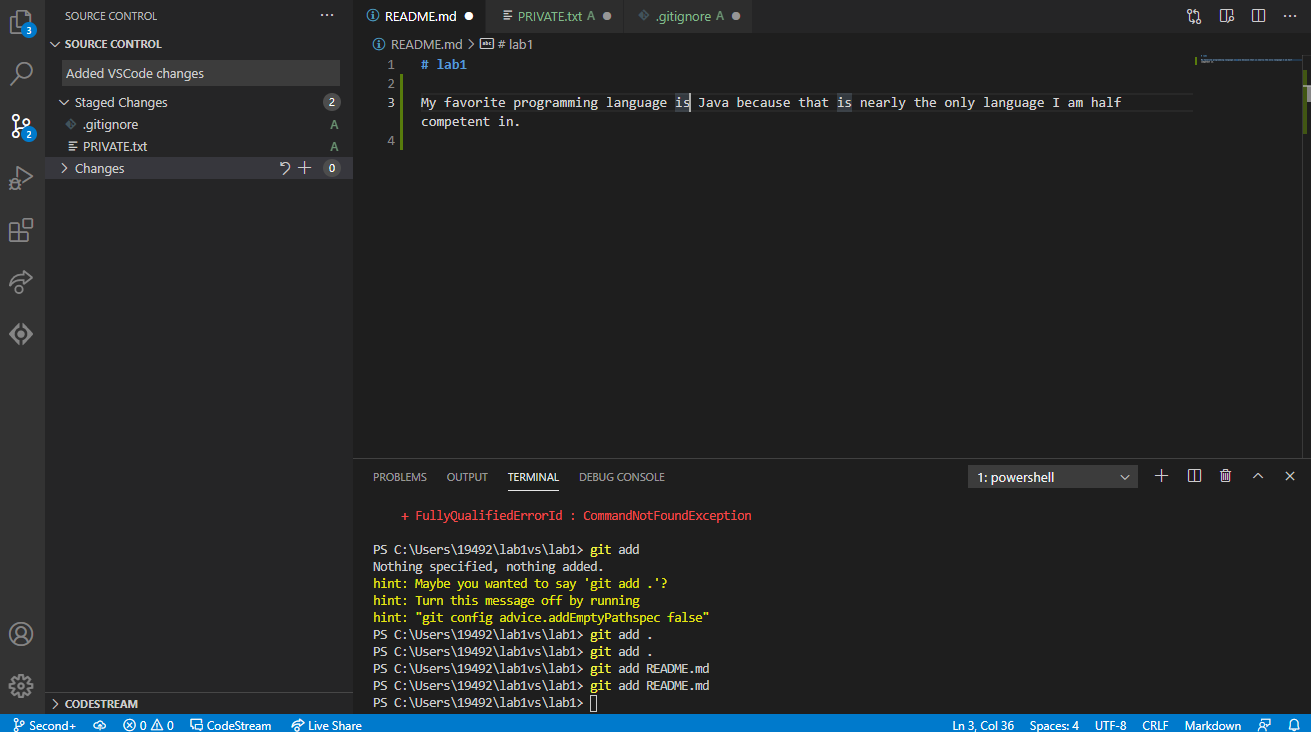 SOURCE CONTROL
SOURCE CONTROL
Added VSCode changes
Staged Changes 2
.gitignore A
PRIVATE.txt A
Changes 0
CODESTREAM
3
2
README.md
PRIVATE.txt A
.gitignore A
README.md > # lab1
1 # lab1
2
3 My favorite programming language is Java because that is nearly the only language I am half
competent in.
4
PROBLEMS OUTPUT TERMINAL DEBUG CONSOLE 1: powershell
+ FullyQualifiedErrorId : CommandNotFoundException
PS C:\Users\19492\lab1vs\lab1> git add
Nothing specified, nothing added.
hint: Maybe you wanted to say 'git add .'?
hint: Turn this message off by running
hint: "git config advice.addEmptyPathspec false"
PS C:\Users\19492\lab1vs\lab1> git add .
PS C:\Users\19492\lab1vs\lab1> git add .
PS C:\Users\19492\lab1vs\lab1> git add README.md
PS C:\Users\19492\lab1vs\lab1> git add README.md
PS C:\Users\19492\lab1vs\lab1>
Second+ 0 0 CodeStream Live Share Ln 3, Col 36 Spaces: 4 UTF-8 CRLF Markdown